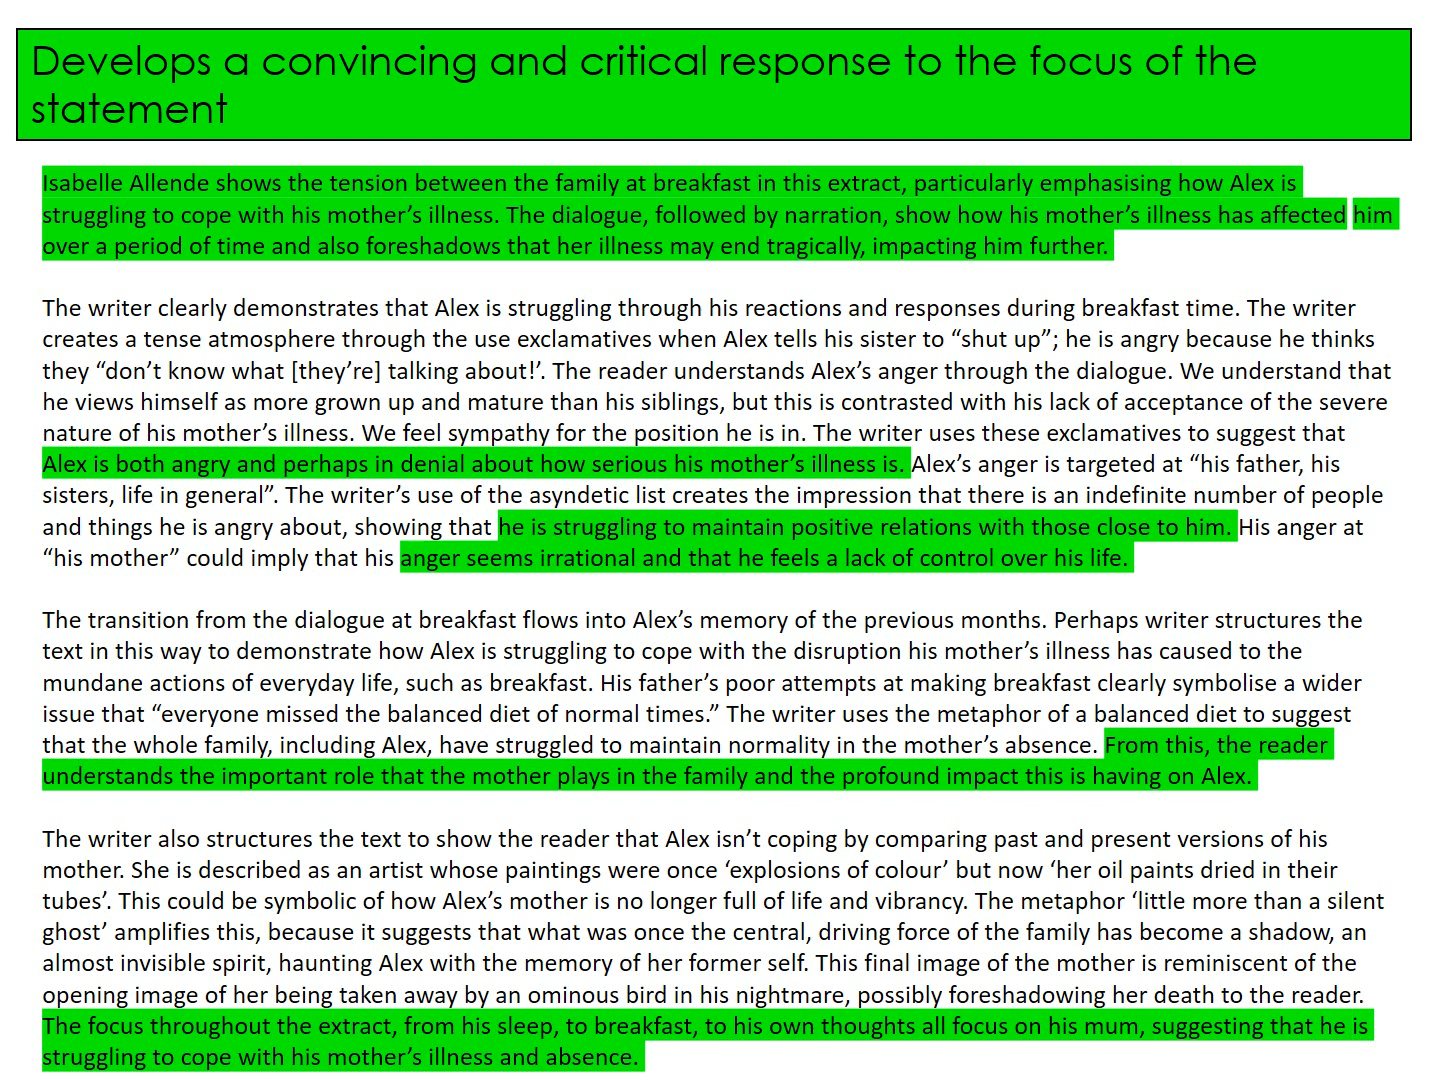 Develops a convincing and critical response to the focus of the
statement
Isabelle Allende shows the tension between the family at breakfast in this extract, particularly emphasising how Alex is
struggling to cope with his mother’s illness. The dialogue, followed by narration, show how his mother’s illness has affected him
over a period of time and also foreshadows that her illness may end tragically, impacting him further.
The writer clearly demonstrates that Alex is struggling through his reactions and responses during breakfast time. The writer
creates a tense atmosphere through the use exclamatives when Alex tells his sister to “shut up”; he is angry because he thinks
they “don’t know what [they’re] talking about!’. The reader understands Alex’s anger through the dialogue. We understand that
he views himself as more grown up and mature than his siblings, but this is contrasted with his lack of acceptance of the severe
nature of his mother’s illness. We feel sympathy for the position he is in. The writer uses these exclamatives to suggest that
Alex is both angry and perhaps in denial about how serious his mother’s illness is. Alex’s anger is targeted at “his father, his
sisters, life in general”. The writer’s use of the asyndetic list creates the impression that there is an indefinite number of people
and things he is angry about, showing that he is struggling to maintain positive relations with those close to him. His anger at
“his mother” could imply that his anger seems irrational and that he feels a lack of control over his life.
The transition from the dialogue at breakfast flows into Alex’s memory of the previous months. Perhaps writer structures the
text in this way to demonstrate how Alex is struggling to cope with the disruption his mother’s illness has caused to the
mundane actions of everyday life, such as breakfast. His father’s poor attempts at making breakfast clearly symbolise a wider
issue that “everyone missed the balanced diet of normal times.” The writer uses the metaphor of a balanced diet to suggest
that the whole family, including Alex, have struggled to maintain normality in the mother’s absence. From this, the reader
understands the important role that the mother plays in the family and the profound impact this is having on Alex.
The writer also structures the text to show the reader that Alex isn’t coping by comparing past and present versions of his
mother. She is described as an artist whose paintings were once ‘explosions of colour’ but now ‘her oil paints dried in their
tubes’. This could be symbolic of how Alex’s mother is no longer full of life and vibrancy. The metaphor ‘little more than a silent
ghost’ amplifies this, because it suggests that what was once the central, driving force of the family has become a shadow, an
almost invisible spirit, haunting Alex with the memory of her former self. This final image of the mother is reminiscent of the
opening image of her being taken away by an ominous bird in his nightmare, possibly foreshadowing her death to the reader.
The focus throughout the extract, from his sleep, to breakfast, to his own thoughts all focus on his mum, suggesting that he is
struggling to cope with his mother’s illness and absence.